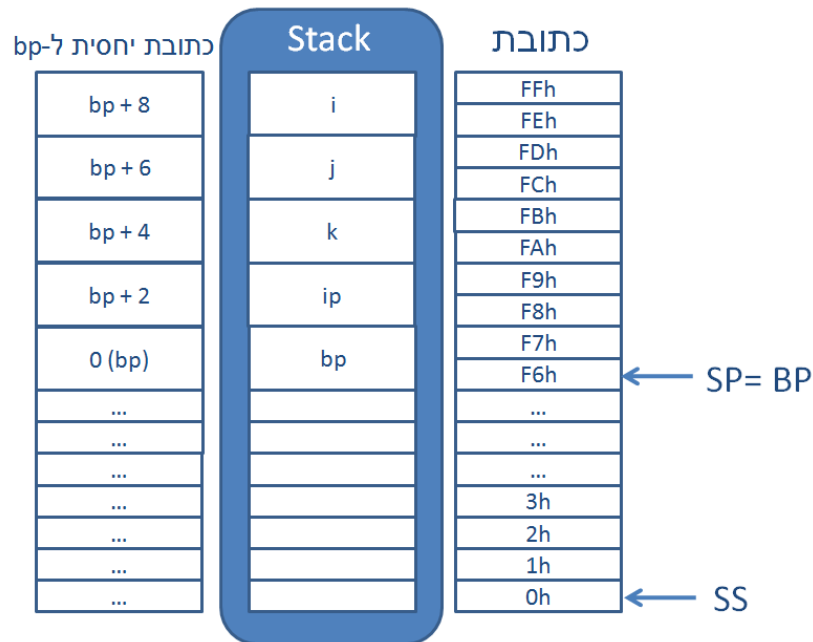 כתובת יחסית ל-bp
Stack
כתובת
bp + 8
i
FFh
FEh
bp + 6
j
FDh
FCh
bp + 4
k
FBh
FAh
bp + 2
ip
F9h
F8h
0 (bp)
bp
F7h
F6h
SP= BP
...
...
...
...
...
...
...
3h
...
2h
...
1h
...
0h
SS